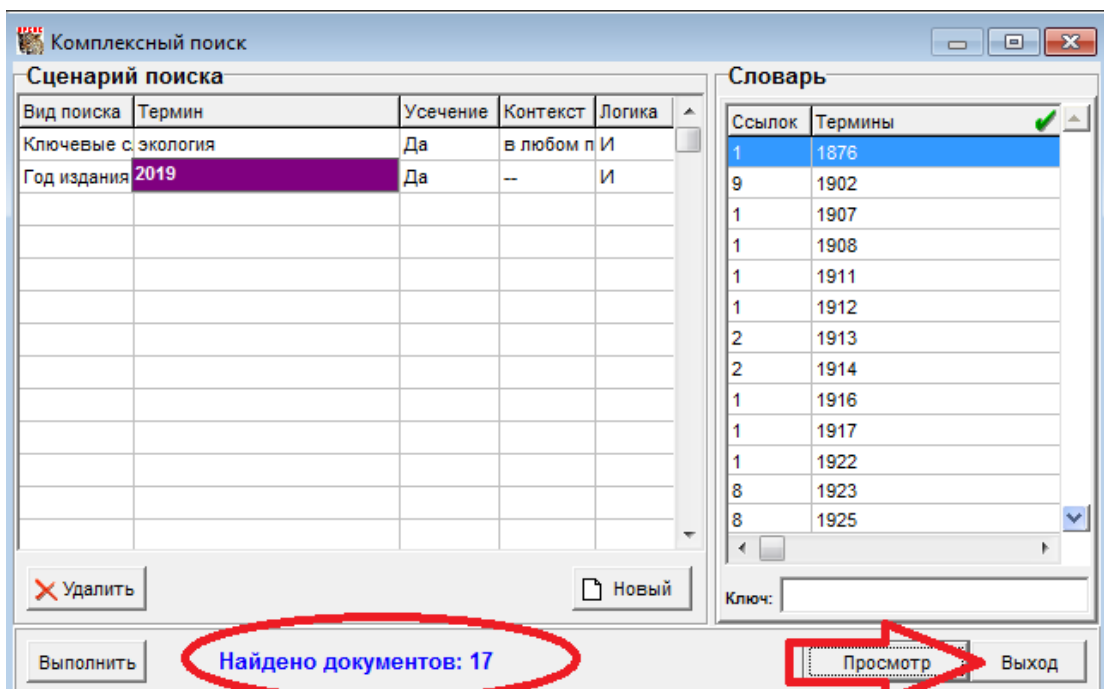 Комплексный поиск
Сценарий поиска
Вид поиска Термин Усечение Контекст Логика
Ключевые с. экология Да в любом п И
Год издания 2019 Да -- И
Удалить Новый
Словарь
Ссылок Термины
1 1876
9 1902
1 1907
1 1908
1 1911
1 1912
2 1913
2 1914
1 1916
1 1917
1 1922
8 1923
8 1925
Ключ:
Выполнить Найдено документов: 17 Просмотр Выход